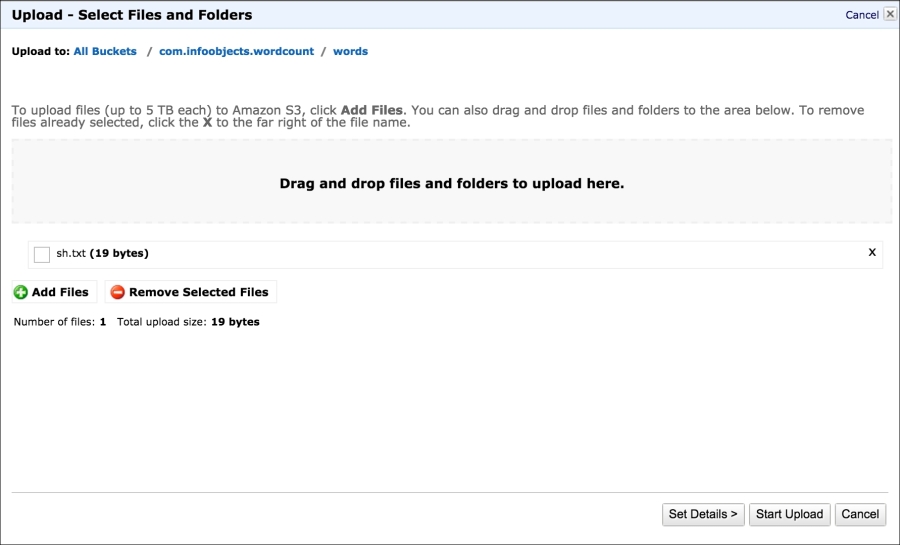 Upload - Select Files and Folders
Cancel X
Upload to: All Buckets / com.infoobjects.wordcount / words
To upload files (up to 5 TB each) to Amazon S3, click Add Files. You can also drag and drop files and folders to the area below. To remove
files already selected, click the X to the far right of the file name.
Drag and drop files and folders to upload here.
sh.txt (19 bytes) X
Add Files Remove Selected Files
Number of files: 1 Total upload size: 19 bytes
Set Details > Start Upload Cancel